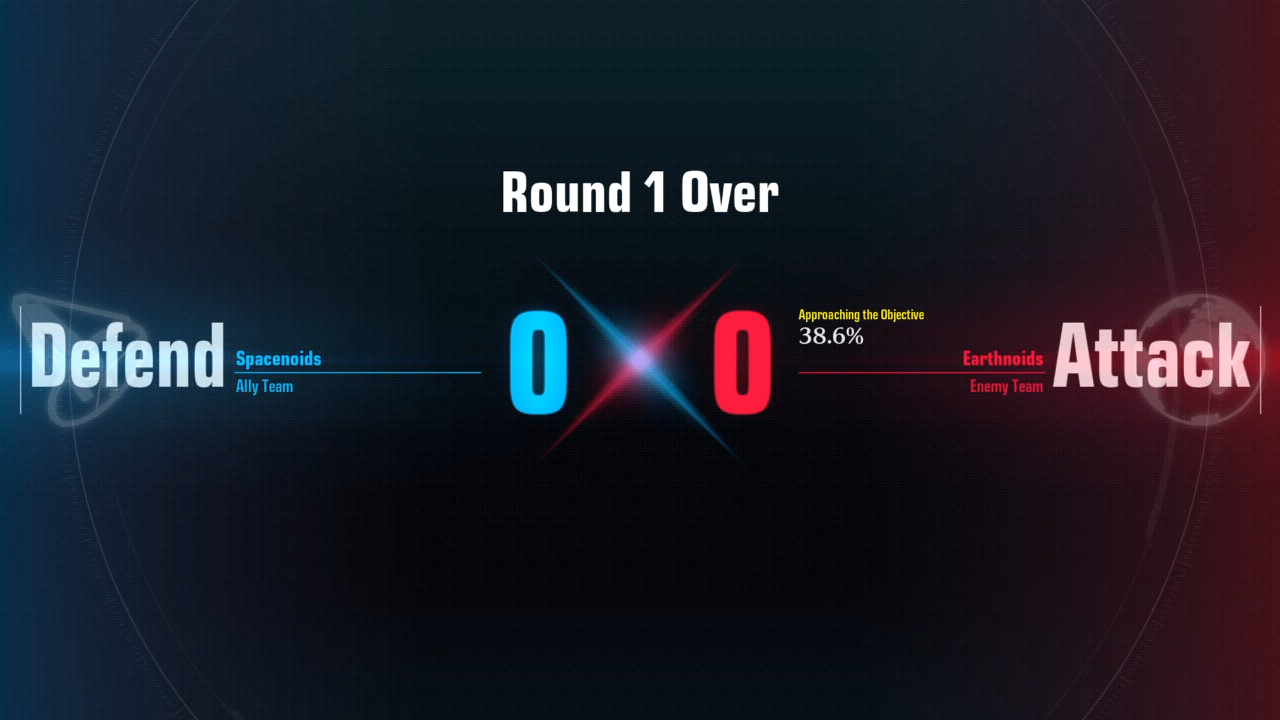 Round 1 Over
Defend
Spacenoids
Ally Team
0
0
Approaching the Objective
38.6%
Earthnoids
Enemy Team
Attack